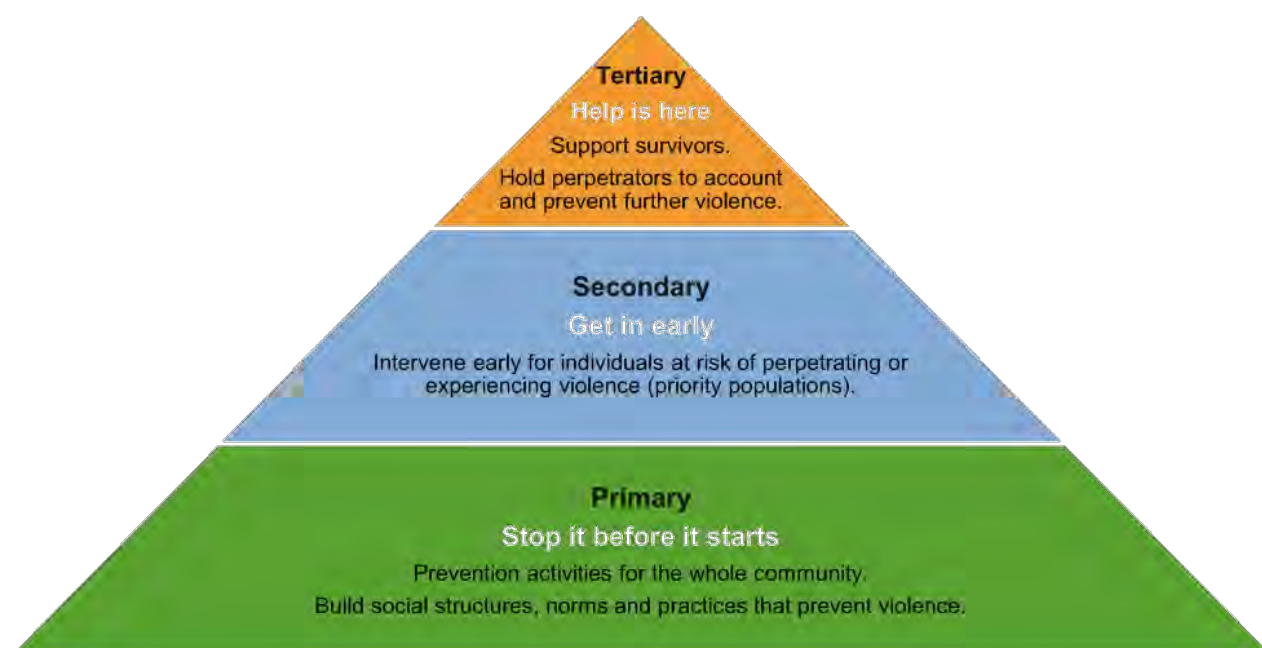 Tertiary
Help is here
Support survivors.
Hold perpetrators to account
and prevent further violence.
Secondary
Get in early
Intervene early for individuals at risk of perpetrating or
experiencing violence (priority populations).
Primary
Stop it before it starts
Prevention activities for the whole community.
Build social structures, norms and practices that prevent violence.